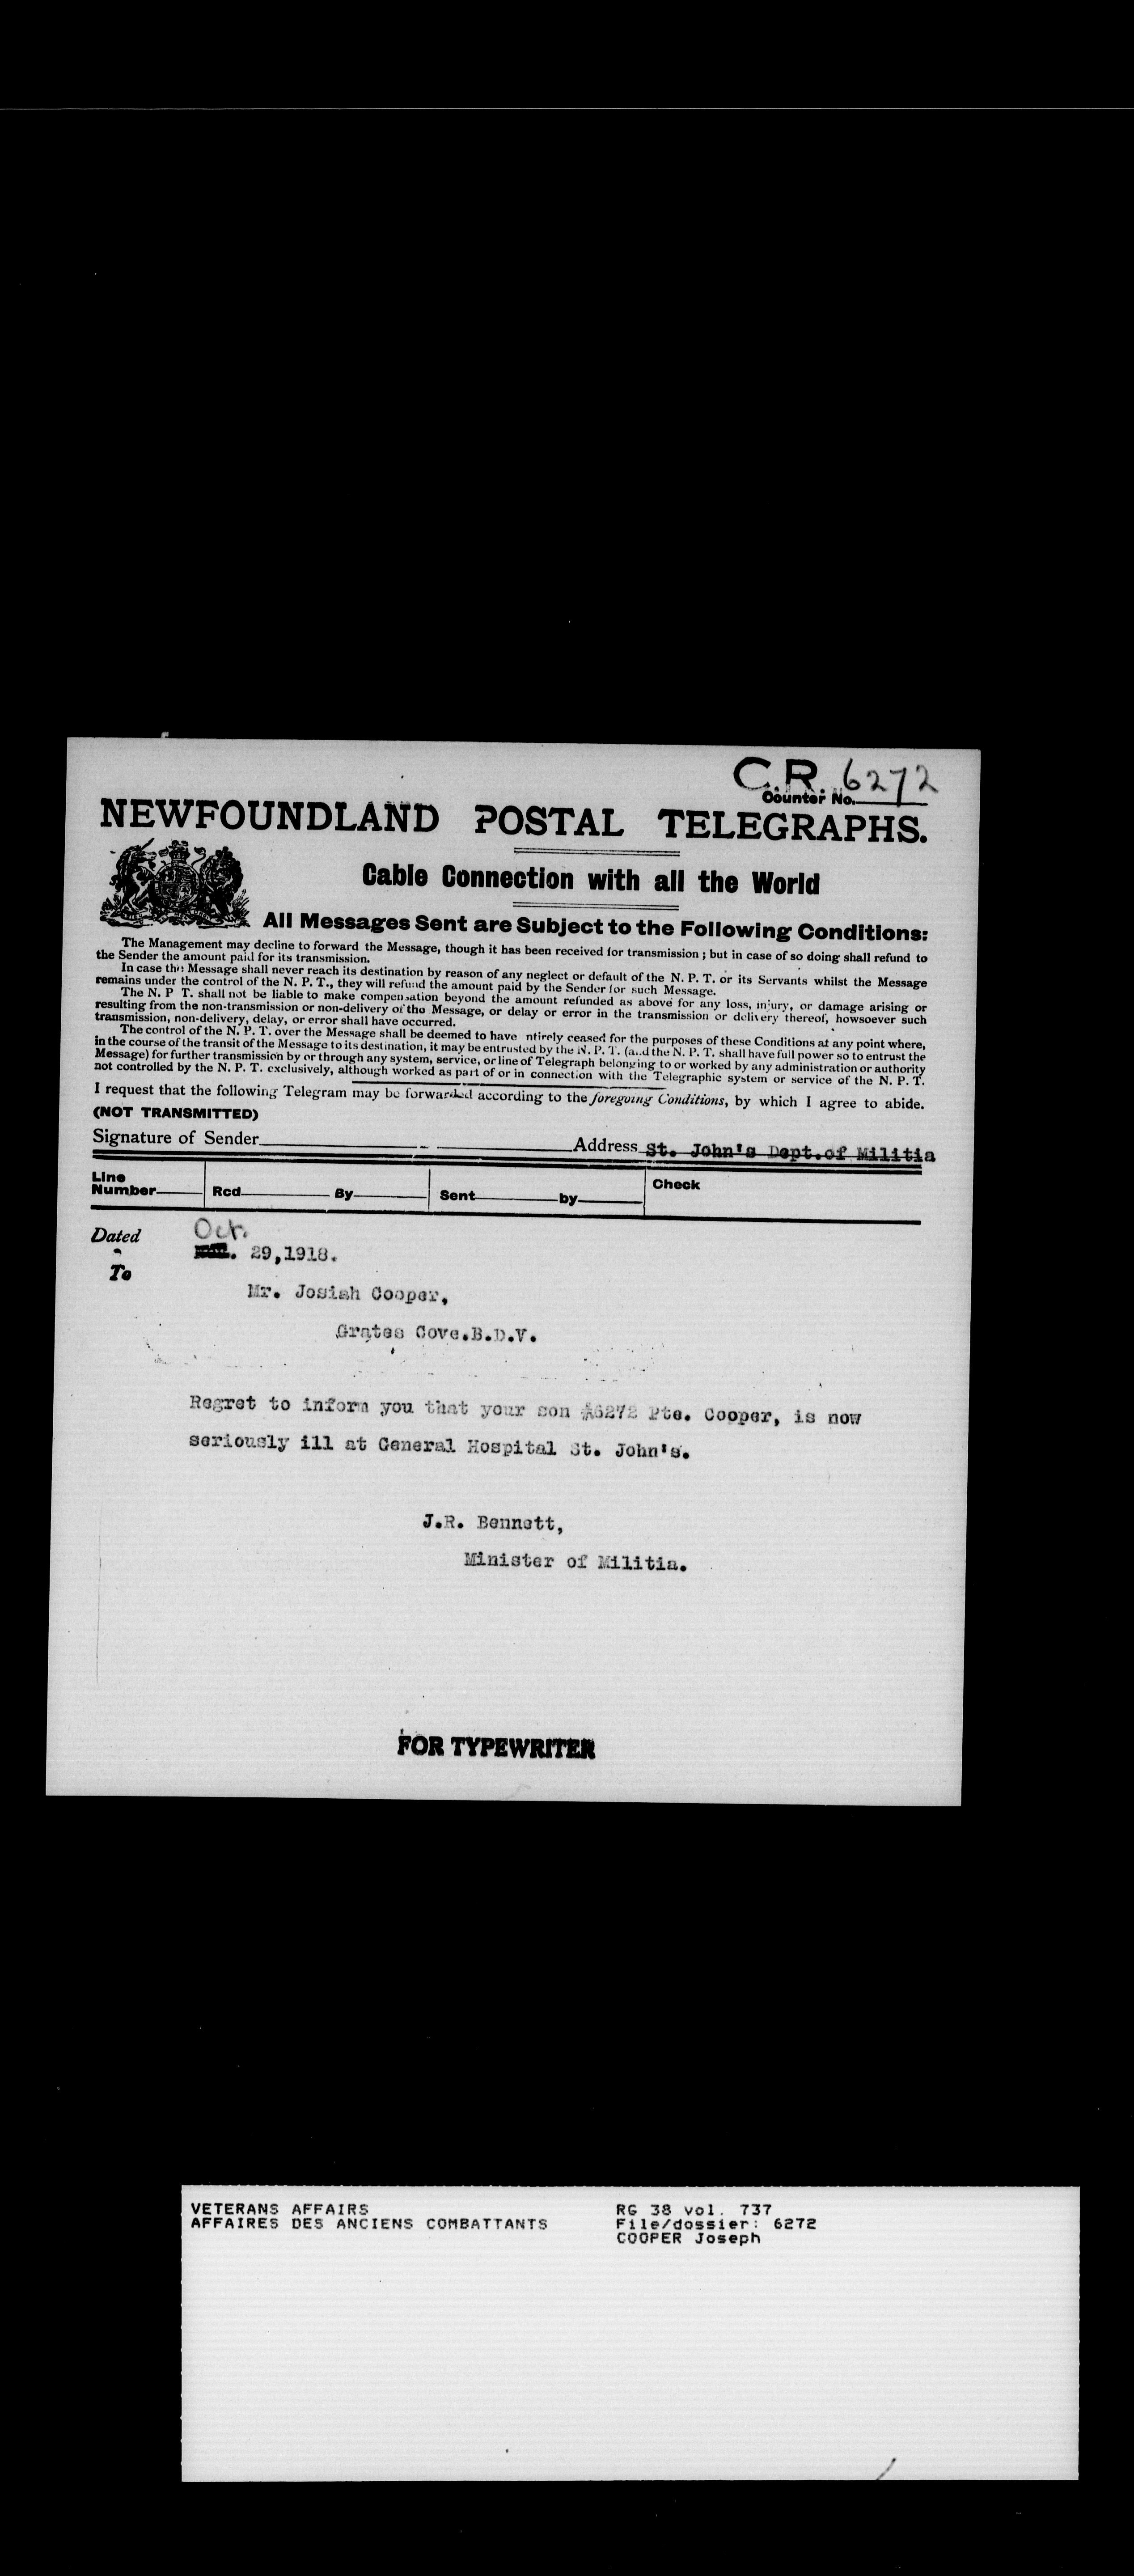 C.R. 6272
Counter No.
NEWFOUNDLAND POSTAL TELEGRAPHS.
Cable Connection with all the World
All Messages Sent are Subject to the Following Conditions:
The Management may decline to forward the Message, though it has been received for transmission ; but in case of so doing shall refund to
the Sender the amount paid for its transmission.
In case this Message shall never reach its destination by reason of any neglect or default of the N. P. T. or its Servants whilst the Message
remains under the control of the N. P. T., they will refund the amount paid by the Sender for such Message.
The N. P T. shall not be liable to make compensation beyond the amount refunded as above for any loss, injury, or damage arising or
resulting from the non-transmission or non-delivery of the Message, or delay or error in the transmission or delivery thereof, howsoever such
transmission, non-delivery, delay, or error shall have occurred.
The control of the N. P. T. over the Message shall be deemed to have ntirely ceased for the purposes of these Conditions at any point where,
in the course of the transit of the Message to its destination, it may be entrusted by the N. P. T. (and the N. P. T. shall have full power so to entrust the
Message) for further transmission by or through any system, service, or line of Telegraph belonging to or worked by any administration or authority
not controlled by the N. P. T. exclusively, although worked as part of or in connection with the Telegraphic system or service of the N. P. T.
I request that the following Telegram may be forwarded according to the foregoing Conditions, by which I agree to abide.
(NOT TRANSMITTED)
Signature of Sender Address St. John's Dept. of Militia
Line Number Rcd By Sent by Check
Dated Oct.
29,1918.
To
Mr. Josiah Cooper,
Grates Cove.B.D.V.
Regret to inform you that your son #6272 Pte. Cooper, is now
seriously ill at General Hospital St. John's.
J.R. Bennett,
Minister of Militia.
FOR TYPEWRITER
VETERANS AFFAIRS RG 38 vol. 737
AFFAIRES DES ANCIENS COMBATTANTS File/dossier: 6272
COOPER Joseph